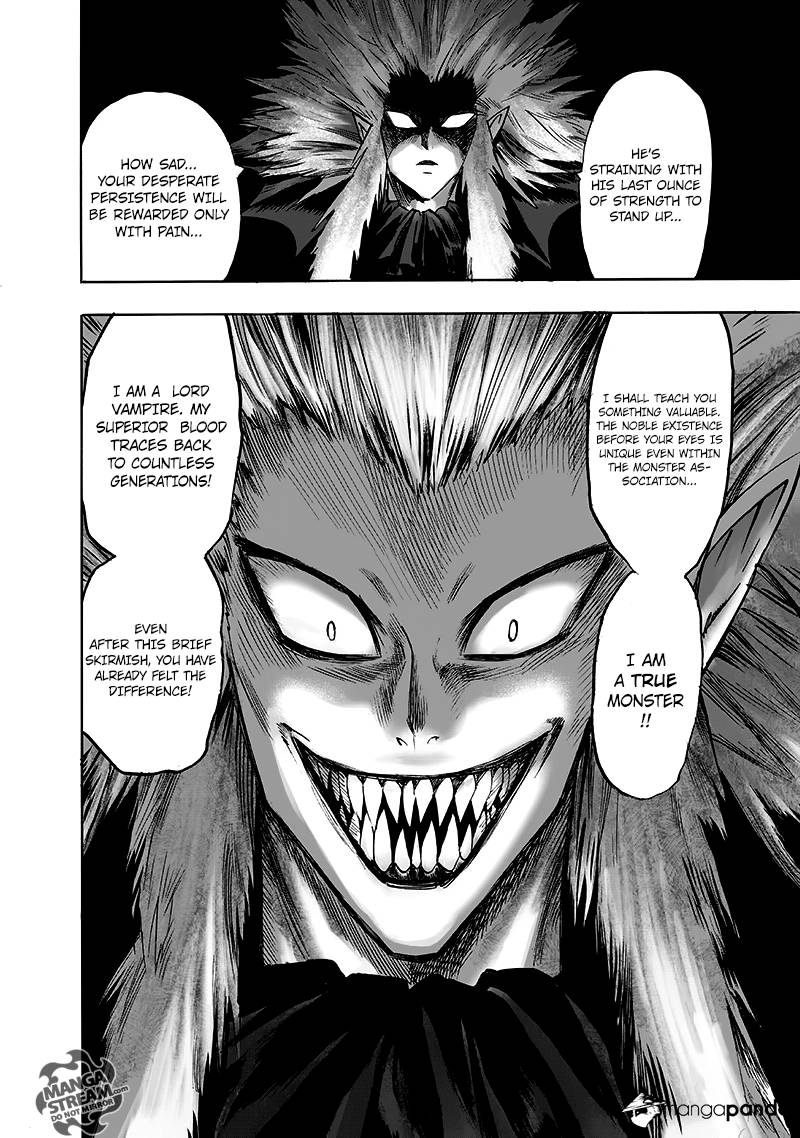 HE'S
STRAINING WITH
HIS LAST OUNCE
OF STRENGTH TO
STAND UP...
HOW SAD...
YOUR DESPERATE
PERSISTENCE WILL
BE REWARDED ONLY
WITH PAIN...
I SHALL TEACH YOU
SOMETHING VALUABLE.
THE NOBLE EXISTENCE
BEFORE YOUR EYES IS
UNIQUE EVEN WITHIN
THE MONSTER AS-
SOCIATION...
I AM
A TRUE
MONSTER
!!
I AM A LORD
VAMPIRE. MY
SUPERIOR BLOOD
TRACES BACK
TO COUNTLESS
GENERATIONS!
EVEN
AFTER THIS BRIEF
SKIRMISH, YOU HAVE
ALREADY FELT THE
DIFFERENCE!
MANGA
STREAM.com
DO NOT MIRROR
mangapanda